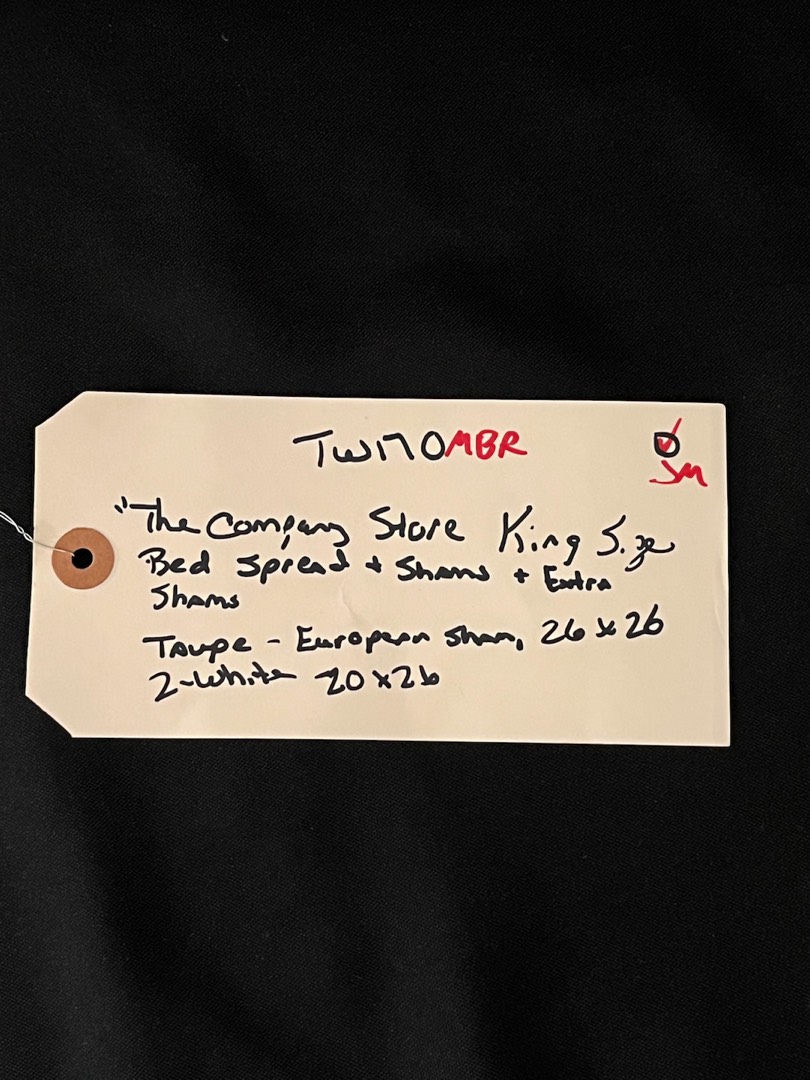 TW170MBR
JM
"The Company Store King Size
Bed Spread + Shams + Extra
Shams
Taupe - European Sham, 26 x 26
2-White 20 x 26